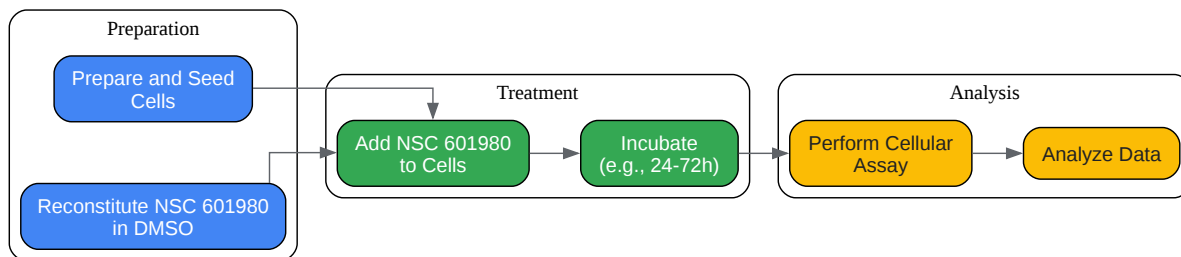 Preparation
Prepare and Seed
Cells
Reconstitute NSC 601980
in DMSO
Treatment
Add NSC 601980
to Cells
Incubate
(e.g., 24-72h)
Analysis
Perform Cellular
Assay
Analyze Data